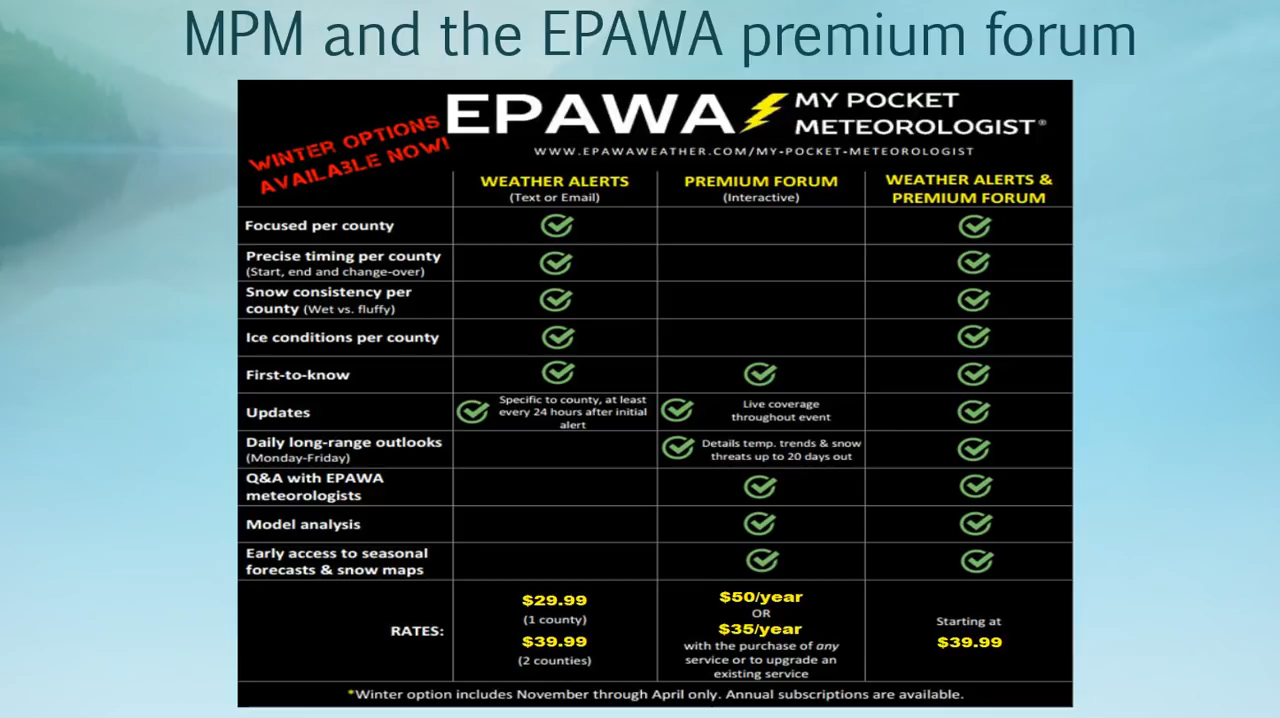 MPM and the EPAWA premium forum
WINTER OPTIONS
AVAILABLE NOW!
EPAWA
MY POCKET
METEOROLOGIST®
WWW.EPAWAWEATHER.COM/MY-POCKET-METEOROLOGIST
WEATHER ALERTS
(Text or Email)
PREMIUM FORUM
(Interactive)
WEATHER ALERTS &
PREMIUM FORUM
Focused per county
Precise timing per county
(Start, end and change-over)
Snow consistency per
county (Wet vs. fluffy)
Ice conditions per county
First-to-know
Updates
Specific to county, at least
every 24 hours after initial
alert
Live coverage
throughout event
Daily long-range outlooks
(Monday-Friday)
Details temp. trends & snow
threats up to 20 days out
Q&A with EPAWA
meteorologists
Model analysis
Early access to seasonal
forecasts & snow maps
RATES:
$29.99
(1 county)
$39.99
(2 counties)
$50/year
OR
$35/year
with the purchase of any
service or to upgrade an
existing service
Starting at
$39.99
*Winter option includes November through April only. Annual subscriptions are available.